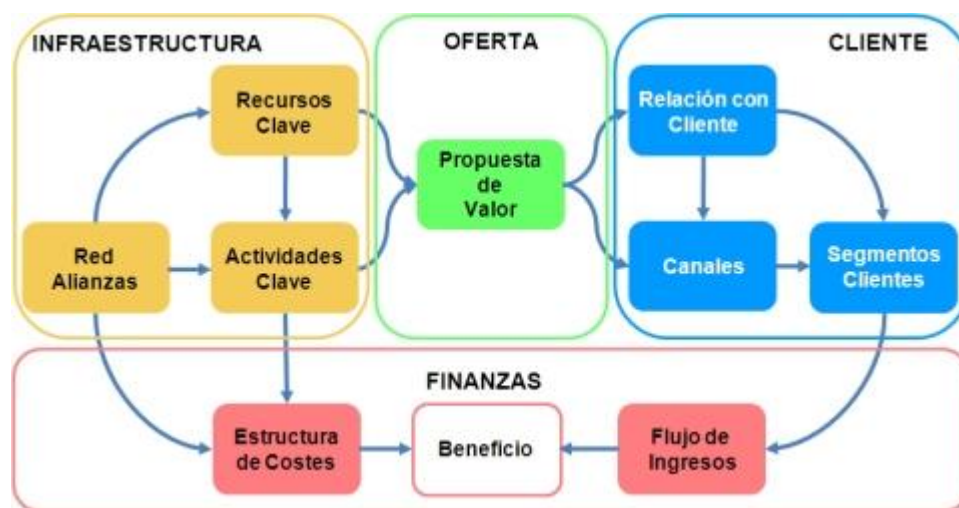 INFRAESTRUCTURA
OFERTA
CLIENTE
Recursos
Clave
Relación con
Cliente
Propuesta
de
Valor
Red
Alianzas
Actividades
Clave
Canales
Segmentos
Clientes
FINANZAS
Estructura
de Costes
Beneficio
Flujo de
Ingresos